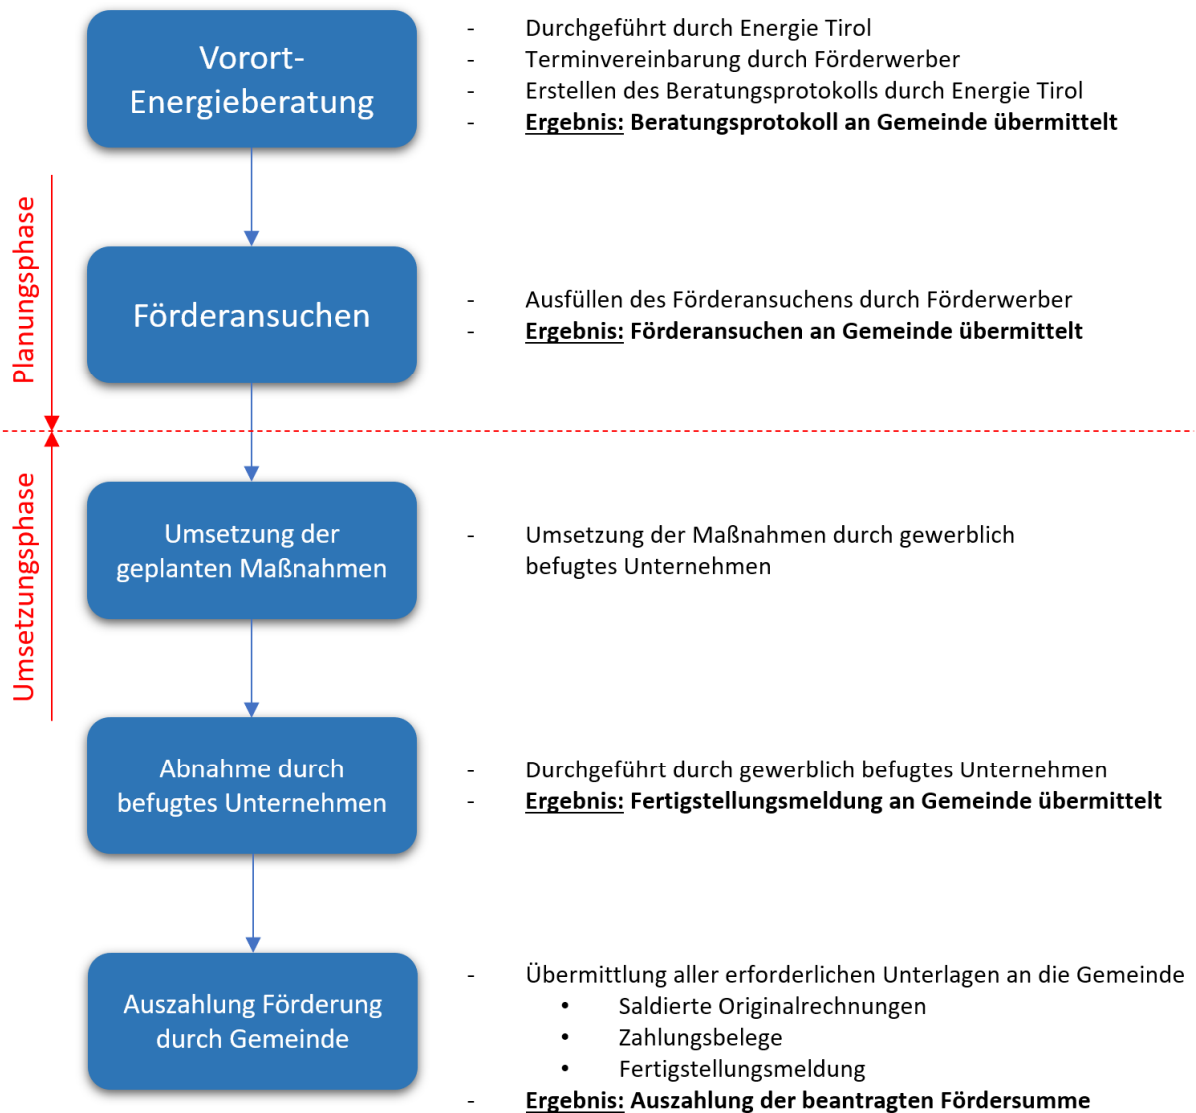 Vorort-
Energieberatung
- Durchgeführt durch Energie Tirol
- Terminvereinbarung durch Förderwerber
- Erstellen des Beratungsprotokolls durch Energie Tirol
- Ergebnis: Beratungsprotokoll an Gemeinde übermittelt
Planungsphase
Förderansuchen
- Ausfüllen des Förderansuchens durch Förderwerber
- Ergebnis: Förderansuchen an Gemeinde übermittelt
Umsetzungsphase
Umsetzung der
geplanten Maßnahmen
- Umsetzung der Maßnahmen durch gewerblich
befugtes Unternehmen
Abnahme durch
befugtes Unternehmen
- Durchgeführt durch gewerblich befugtes Unternehmen
- Ergebnis: Fertigstellungsmeldung an Gemeinde übermittelt
Auszahlung Förderung
durch Gemeinde
- Übermittlung aller erforderlichen Unterlagen an die Gemeinde
• Saldierte Originalrechnungen
• Zahlungsbelege
• Fertigstellungsmeldung
- Ergebnis: Auszahlung der beantragten Fördersumme